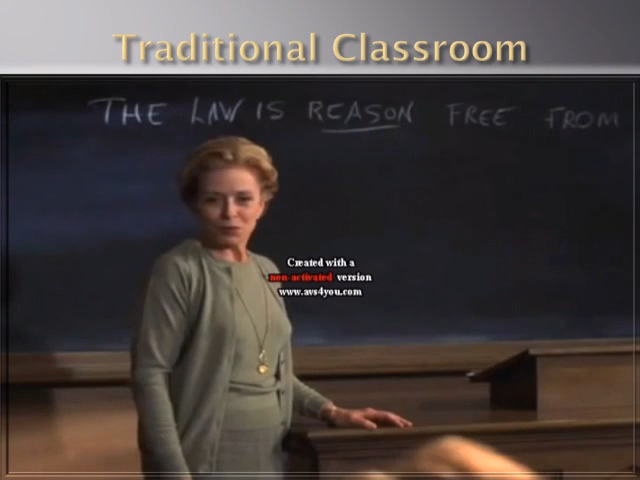 Traditional Classroom
THE LAW IS REASON FREE FROM
Created with a
non-activated version
www.avs4you.com